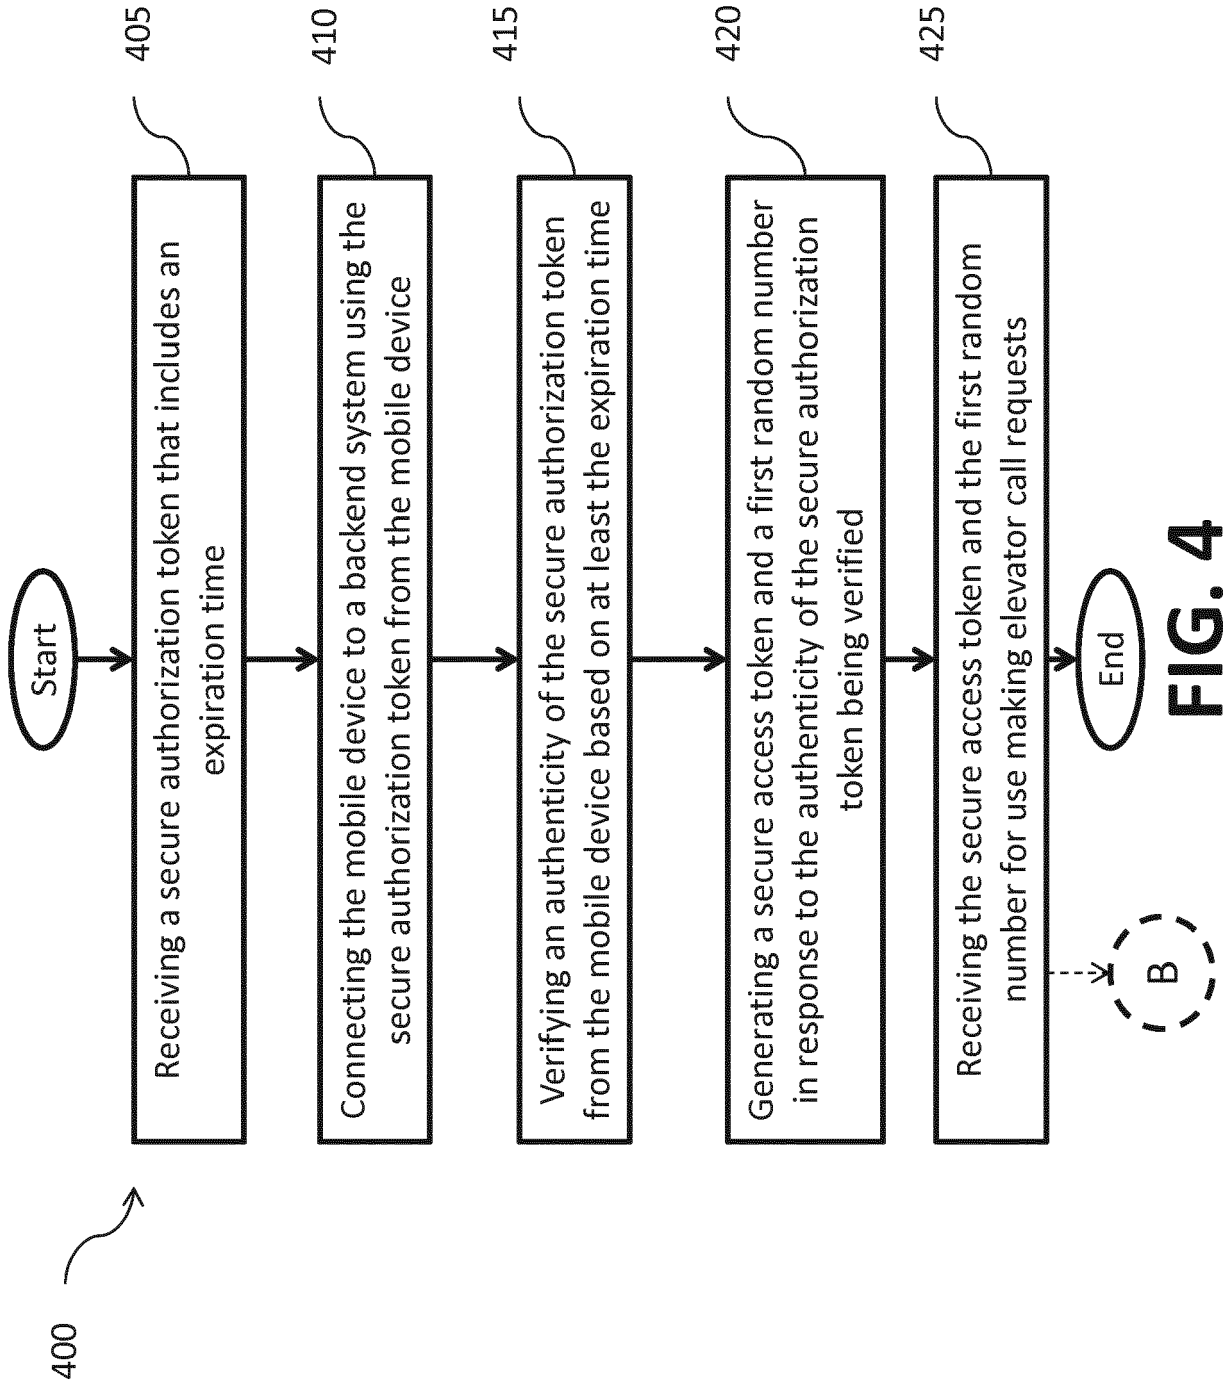 400
Start
405
Receiving a secure authorization token that includes an
expiration time
410
Connecting the mobile device to a backend system using the
secure authorization token from the mobile device
415
Verifying an authenticity of the secure authorization token
from the mobile device based on at least the expiration time
420
Generating a secure access token and a first random number
in response to the authenticity of the secure authorization
token being verified
425
Receiving the secure access token and the first random
number for use making elevator call requests
B
End
FIG. 4